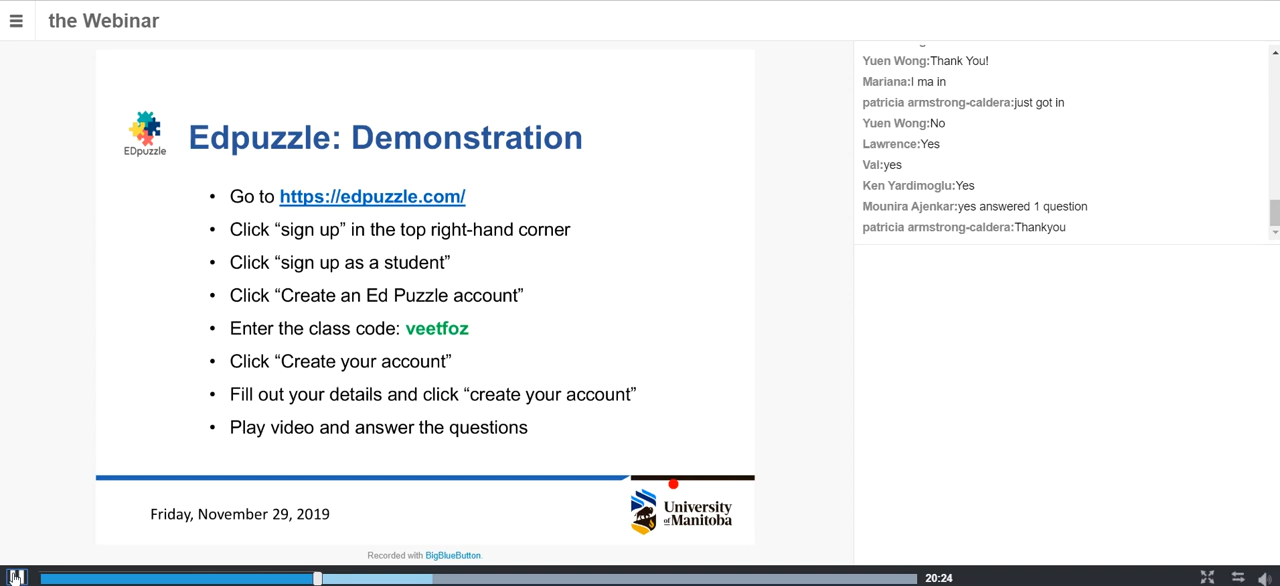 the Webinar
EDpuzzle
Edpuzzle: Demonstration
• Go to https://edpuzzle.com/
• Click “sign up” in the top right-hand corner
• Click “sign up as a student”
• Click “Create an Ed Puzzle account”
• Enter the class code: veetfoz
• Click “Create your account”
• Fill out your details and click “create your account”
• Play video and answer the questions
Friday, November 29, 2019
University
of Manitoba
Recorded with BigBlueButton.
Yuen Wong:Thank You!
Mariana:I ma in
patricia armstrong-caldera:just got in
Yuen Wong:No
Lawrence:Yes
Val:yes
Ken Yardimoglu:Yes
Mounira Ajenkar:yes answered 1 question
patricia armstrong-caldera:Thankyou
20:24